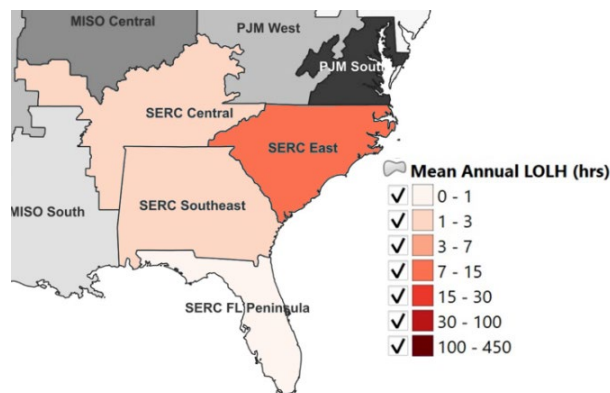 MISO Central
PJM West
PJM South
SERC Central
SERC East
SERC Southeast
MISO South
SERC FL Peninsula
Mean Annual LOLH (hrs)
0 - 1
1 - 3
3 - 7
7 - 15
15 - 30
30 - 100
100 - 450